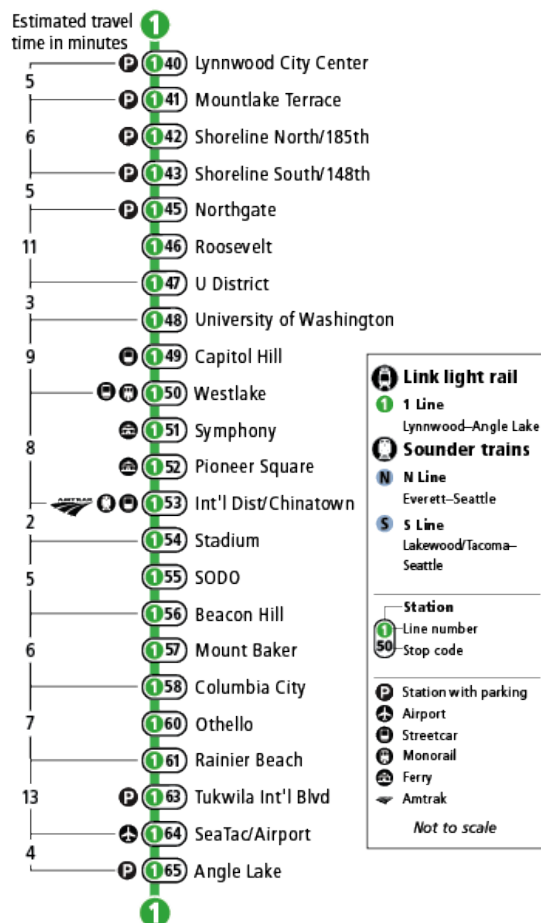 Estimated travel
time in minutes
1
P 1 40 Lynnwood City Center
5
P 1 41 Mountlake Terrace
6
P 1 42 Shoreline North/185th
P 1 43 Shoreline South/148th
5
P 1 45 Northgate
11
1 46 Roosevelt
1 47 U District
3
1 48 University of Washington
9
1 49 Capitol Hill
1 50 Westlake
1 51 Symphony
8
1 52 Pioneer Square
AMTRAK 1 53 Int'l Dist/Chinatown
2
1 54 Stadium
5
1 55 SODO
1 56 Beacon Hill
6
1 57 Mount Baker
1 58 Columbia City
7
1 60 Othello
1 61 Rainier Beach
13
P 1 63 Tukwila Int'l Blvd
1 64 SeaTac/Airport
4
P 1 65 Angle Lake
1
Link light rail
1 1 Line
Lynnwood–Angle Lake
Sounder trains
N N Line
Everett–Seattle
S S Line
Lakewood/Tacoma–
Seattle
Station
1 Line number
50 Stop code
P Station with parking
Airport
Streetcar
Monorail
Ferry
Amtrak
Not to scale